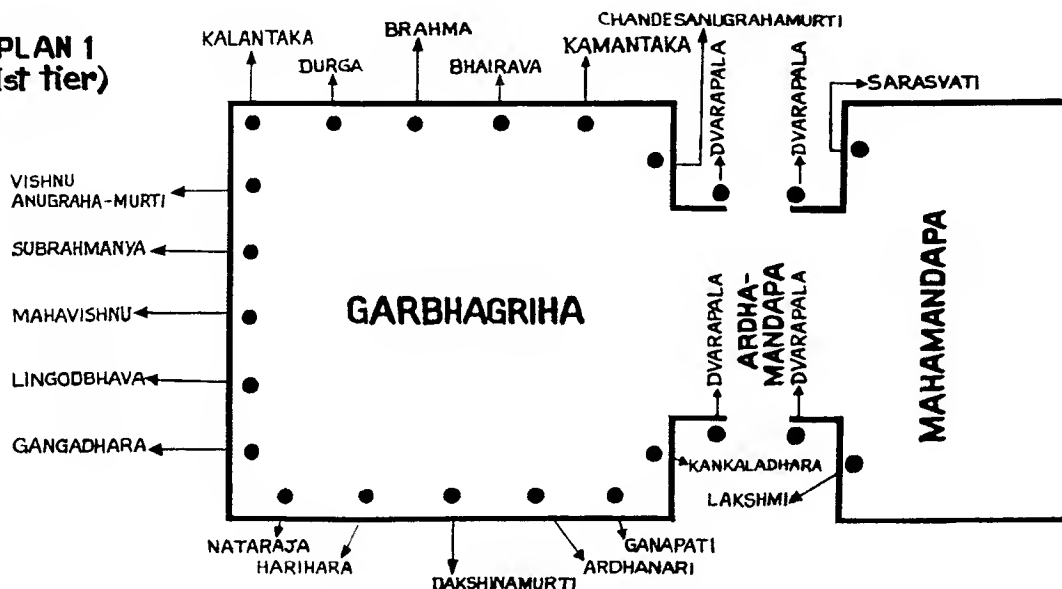 PLAN 1
1st tier)
KALANTAKA
DURGA
BRAHMA
BHAIRAVA
KAMANTAKA
CHANDESANUGRAHAMURTI
DVARAPALA
DVARAPALA
SARASVATI
VISHNU
ANUGRAHA-MURTI
SUBRAHMANYA
MAHAVISHNU
LINGODBHAVA
GANGADHARA
GARBHAGRIHA
DVARAPALA
ARDHA-
MANDAPA
DVARAPALA
MAHAMANDAPA
KANKALADHARA
LAKSHMI
NATARAJA
HARIHARA
DAKSHINAMURTI
ARDHANARI
GANAPATI